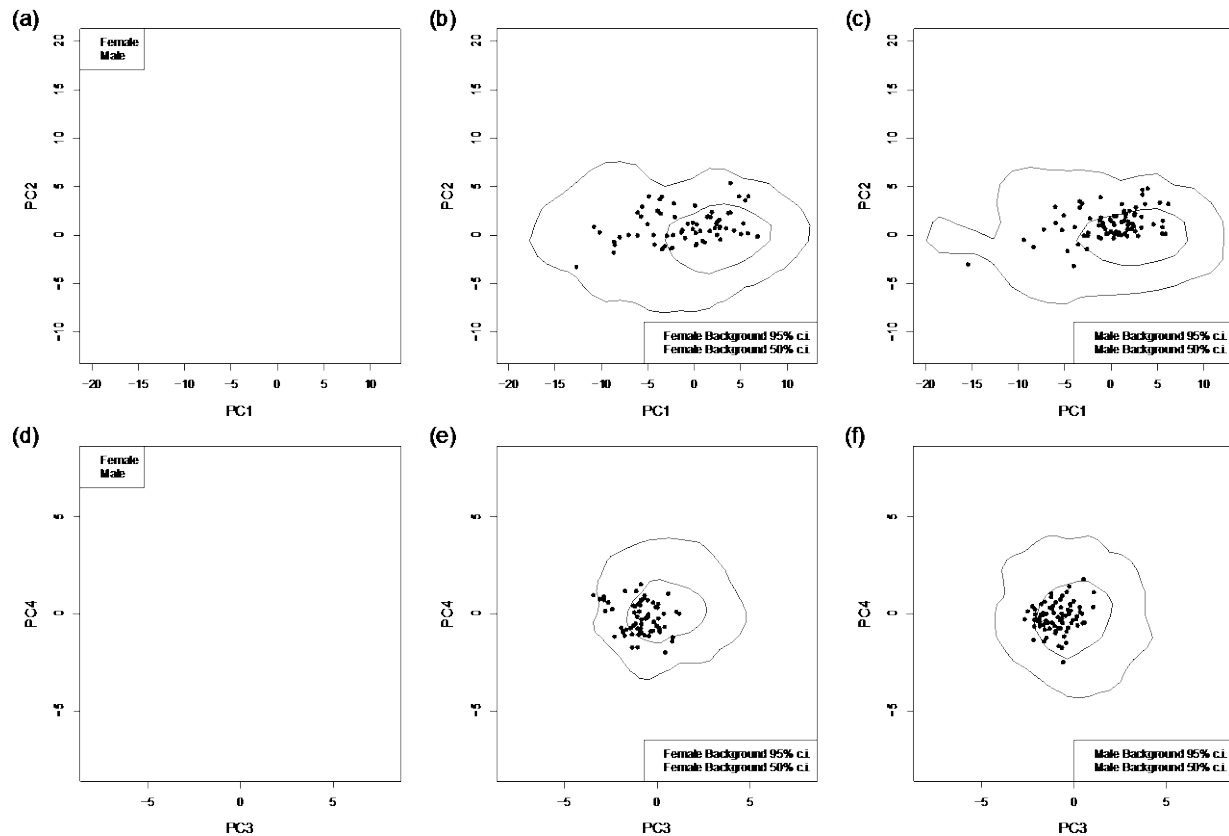 (a)
Female
Male
20
15
10
5
0
−5
−10
PC2
−20 −15 −10 −5 0 5 10
PC1
(b)
20
15
10
5
0
−5
−10
PC2
Female Background 95% c.i.
Female Background 50% c.i.
−15 −10 −5 0 5 10
PC1
(c)
20
15
10
5
0
−5
−10
PC2
Male Background 95% c.i.
Male Background 50% c.i.
−20 −15 −10 −5 0 5 10
PC1
(d)
Female
Male
5
0
−5
PC4
−5 0 5
PC3
(e)
5
0
−5
PC4
Female Background 95% c.i.
Female Background 50% c.i.
−5 0 5
PC3
(f)
5
0
−5
PC4
Male Background 95% c.i.
Male Background 50% c.i.
−5 0 5
PC3